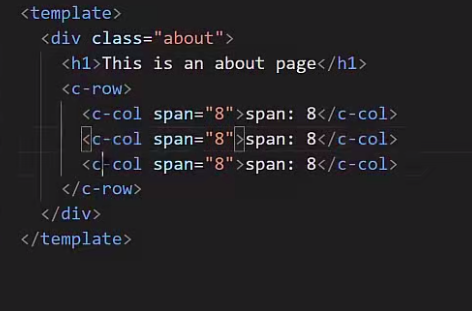 <template>
<div class="about">
<h1>This is an about page</h1>
<c-row>
<c-col span="8">span: 8</c-col>
<c-col span="8">span: 8</c-col>
<c-col span="8">span: 8</c-col>
</c-row>
</div>
</template>